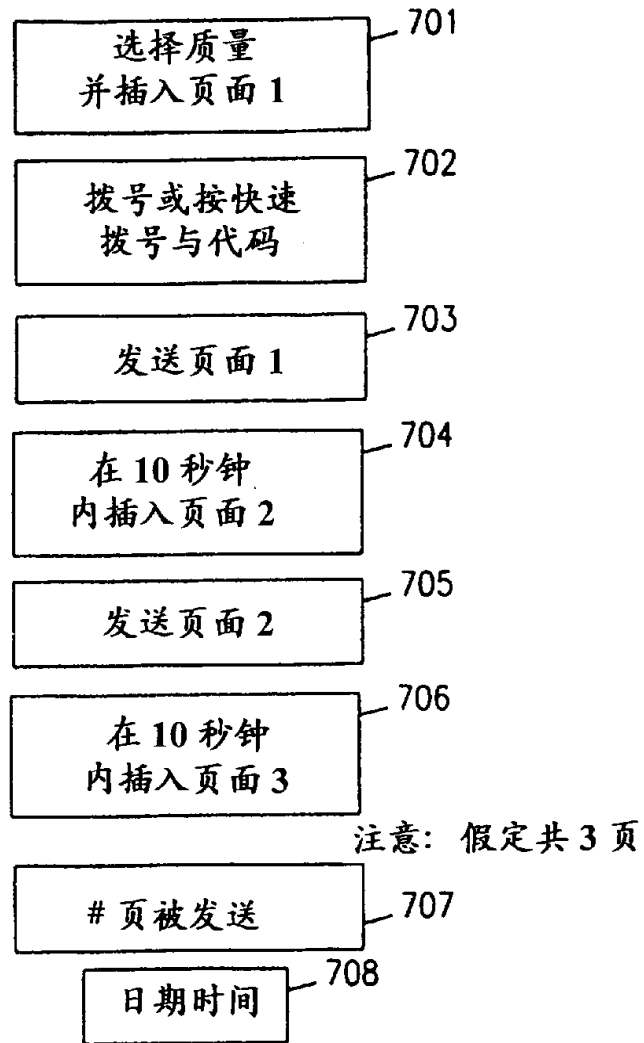 701
选择质量
并插入页面 1
702
拨号或按快速
拨号与代码
703
发送页面 1
704
在 10 秒钟
内插入页面 2
705
发送页面 2
706
在 10 秒钟
内插入页面 3
注意: 假定共 3 页
707
# 页被发送
708
日期时间